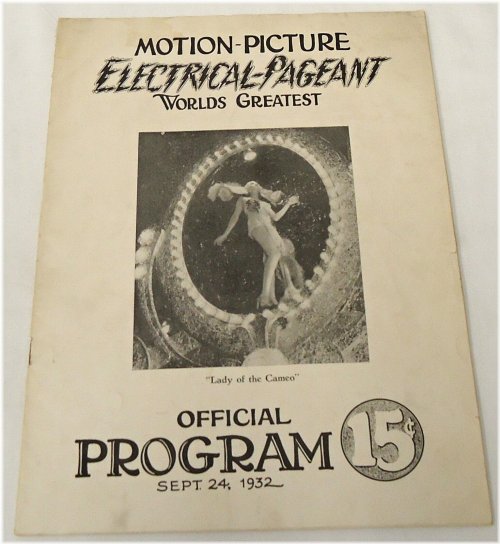 MOTION-PICTURE
ELECTRICAL-PAGEANT
WORLDS GREATEST
"Lady of the Cameo"
OFFICIAL
PROGRAM 15¢
SEPT. 24, 1932